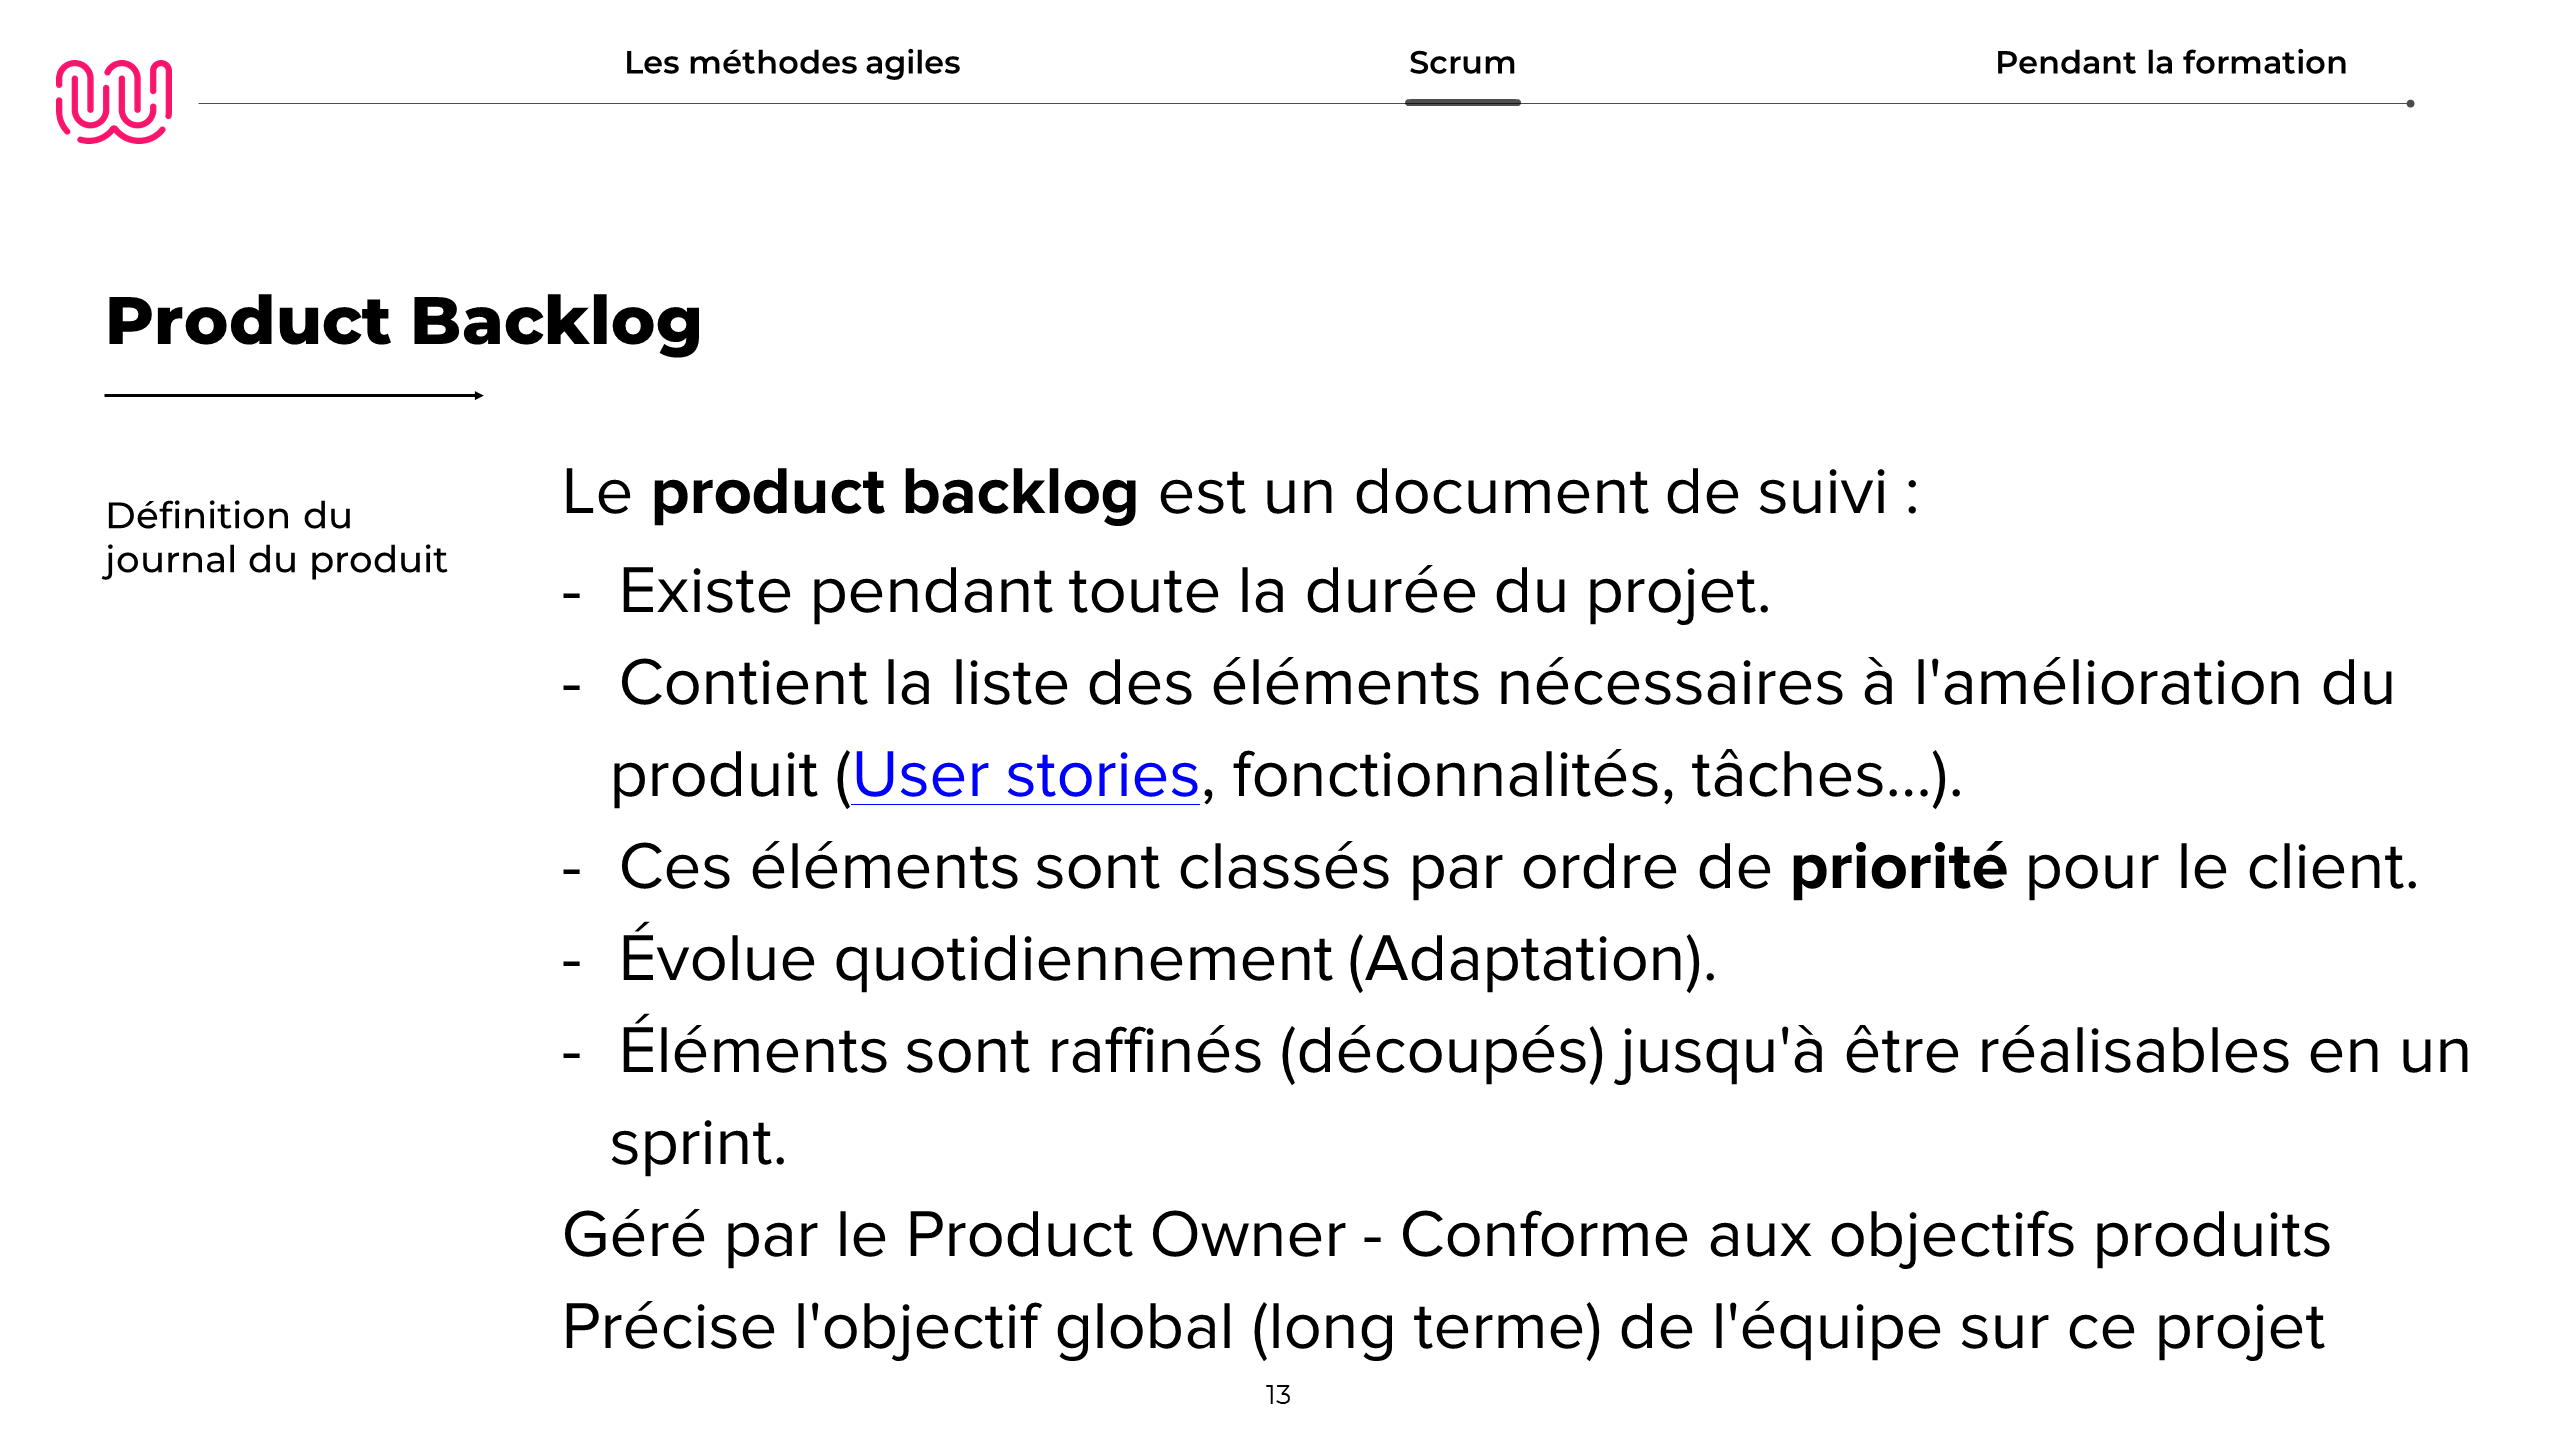 Les méthodes agiles
Scrum
Pendant la formation
Product Backlog
Définition du
journal du produit
Le product backlog est un document de suivi :
- Existe pendant toute la durée du projet.
- Contient la liste des éléments nécessaires à l'amélioration du
produit (User stories, fonctionnalités, tâches...).
- Ces éléments sont classés par ordre de priorité pour le client.
- Évolue quotidiennement (Adaptation).
- Éléments sont raffinés (découpés) jusqu'à être réalisables en un
sprint.
Géré par le Product Owner - Conforme aux objectifs produits
Précise l'objectif global (long terme) de l'équipe sur ce projet
13